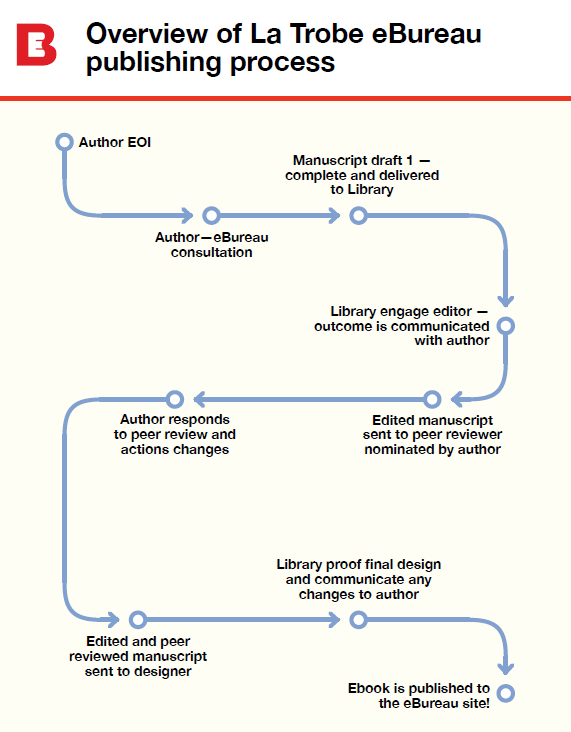 BE
Overview of La Trobe eBureau
publishing process
Author EOI
Manuscript draft 1 —
complete and delivered
to Library
Author—eBureau
consultation
Library engage editor —
outcome is communicated
with author
Author responds
to peer review and
actions changes
Edited manuscript
sent to peer reviewer
nominated by author
Library proof final design
and communicate any
changes to author
Edited and peer
reviewed manuscript
sent to designer
Ebook is published to
the eBureau site!